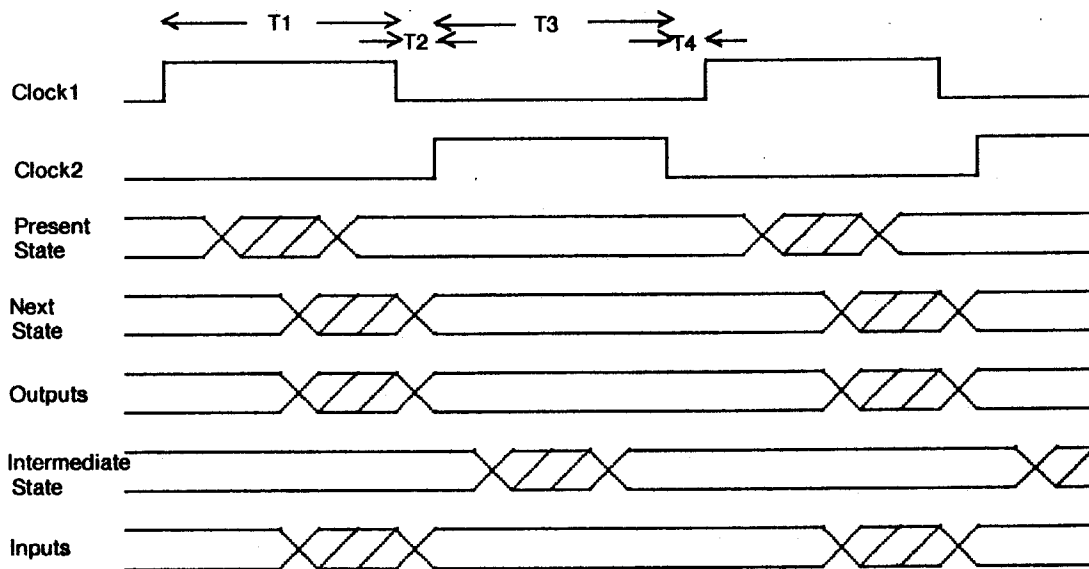 T1
T3
T2
T4
Clock1
Clock2
Present
State
Next
State
Outputs
Intermediate
State
Inputs